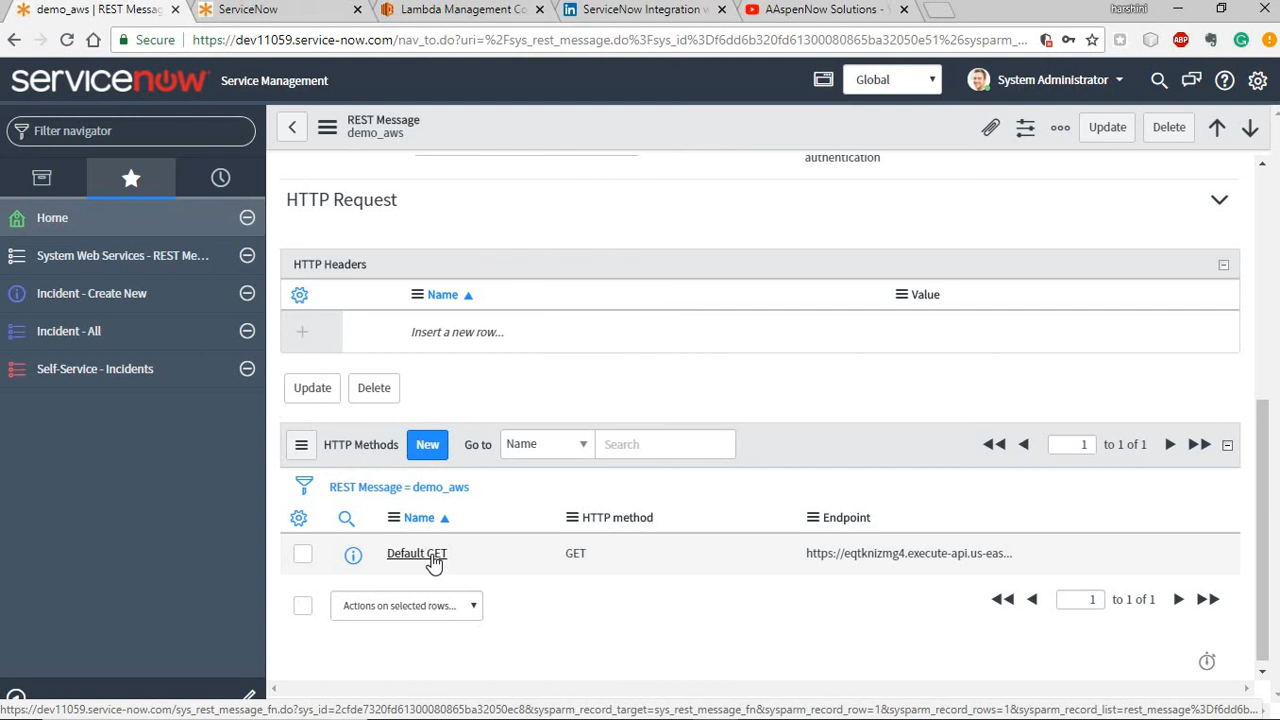 demo_aws | REST Messa
ServiceNow
Lambda Management Co
ServiceNow Integration w
AAspenNow Solutions -
harshini
Secure
https://dev11059.service-now.com/nav_to.do?uri=%2Fsys_rest_message.do%3Fsys_id%3Df6dd6b320fd61300080865ba32050e51%26sysparm_...
ABP
servicenow
Service Management
Global
System Administrator
Filter navigator
REST Message
demo_aws
Update
Delete
authentication
Home
System Web Services - REST Me...
Incident - Create New
Incident - All
Self-Service - Incidents
HTTP Request
HTTP Headers
Name
Value
Insert a new row...
Update
Delete
HTTP Methods
New
Go to
Name
Search
1 to 1 of 1
REST Message = demo_aws
Name
HTTP method
Endpoint
Default GET
GET
https://eqtknizmg4.execute-api.us-eas...
Actions on selected rows...
1 to 1 of 1
https://dev11059.service-now.com/sys_rest_message_fn.do?sys_id=2cfde7320fd61300080865ba32050ec8&sysparm_record_target=sys_rest_message_fn&sysparm_record_row=1&sysparm_record_rows=1&sysparm_record_list=rest_message%3Df6dd6b...